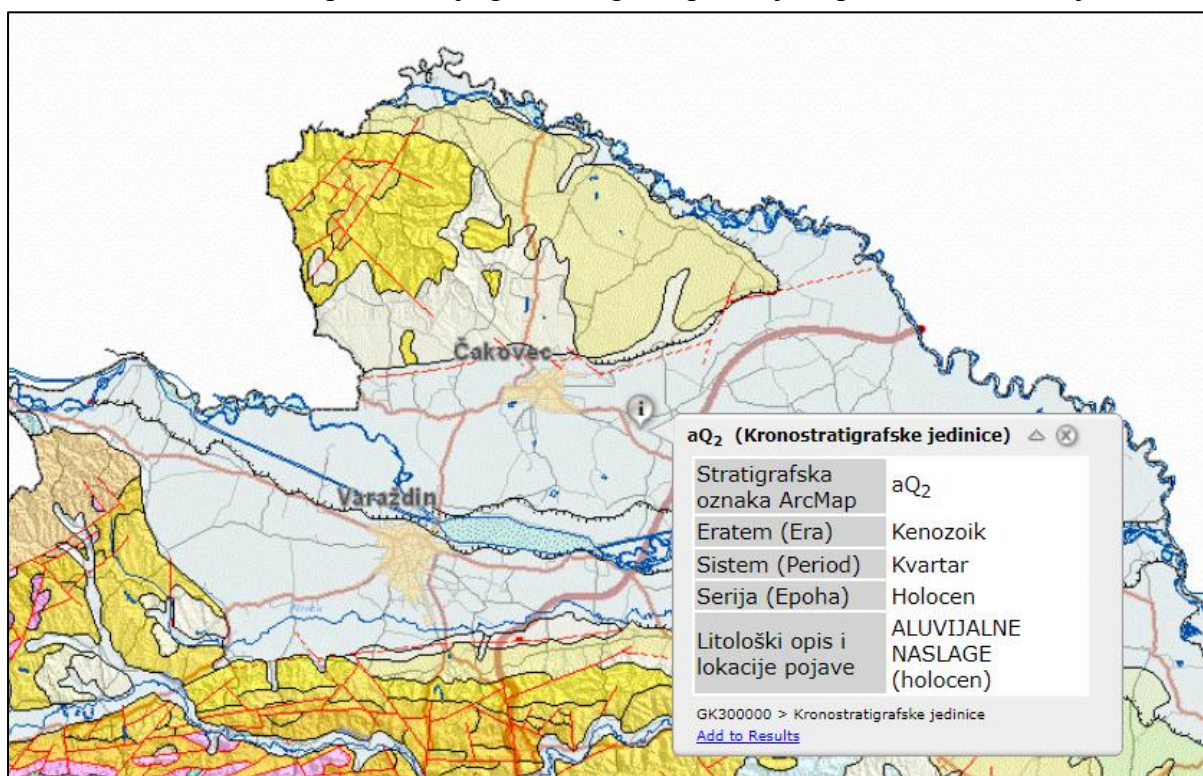 Čakovec
Varaždin
i
aQ₂ (Kronostratigrafske jedinice)
Stratigrafska
oznaka ArcMap
aQ₂
Eratem (Era)
Kenozoik
Sistem (Period)
Kvartar
Serija (Epoha)
Holocen
Litološki opis i
lokacije pojave
ALUVIJALNE
NASLAGE
(holocen)
GK300000 > Kronostratigrafske jedinice
Add to Results